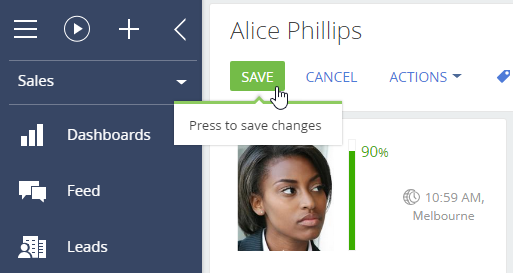 Alice Phillips
Sales
SAVE CANCEL ACTIONS
Press to save changes
Dashboards
Feed
Leads
90%
10:59 AM,
Melbourne